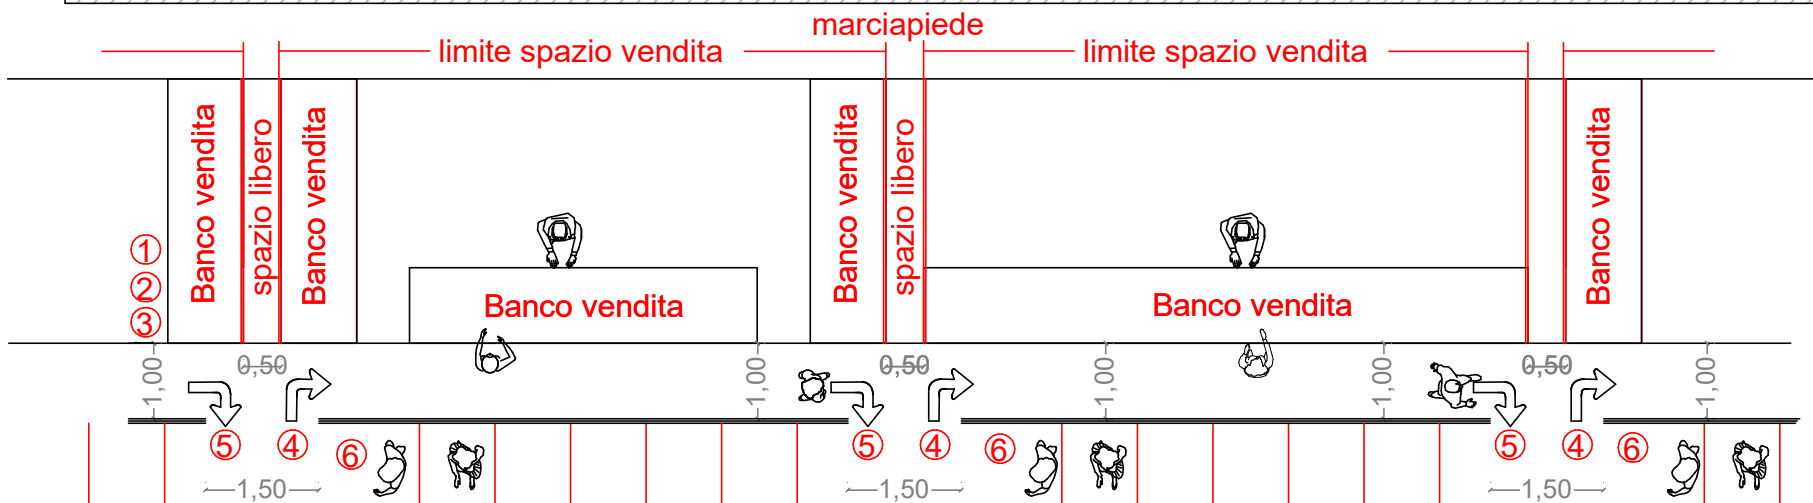 marciapiede
limite spazio vendita
limite spazio vendita
Banco vendita
spazio libero
Banco vendita
Banco vendita
spazio libero
Banco vendita
Banco vendita
Banco vendita
1
2
3
1,00
0,50
1,00
0,50
1,00
1,00
0,50
1,00
5
4
6
5
4
6
5
4
6
1,50
1,50
1,50